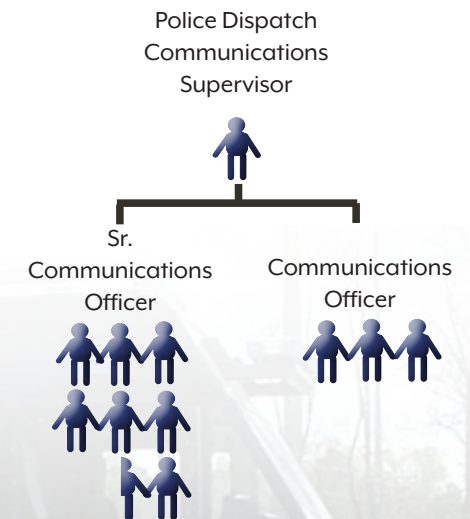 Police Dispatch
Communications
Supervisor
Sr.
Communications
Officer
Communications
Officer